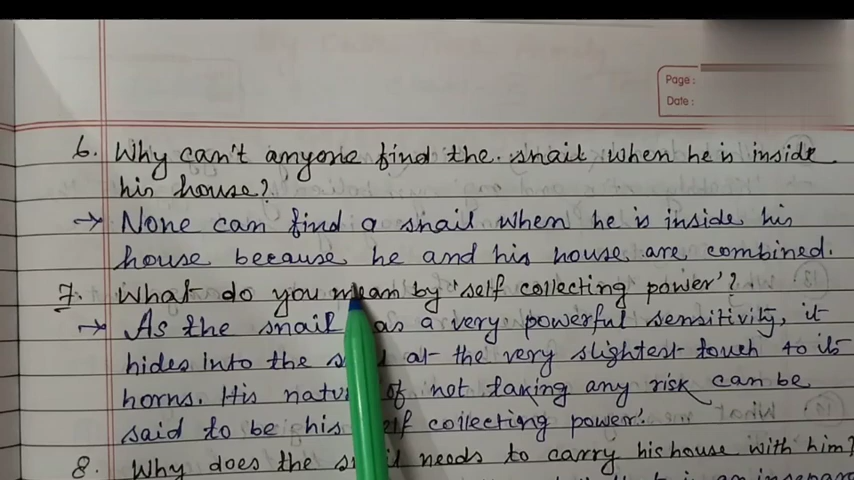 Page:
Date:
6. Why can't anyone find the snail when he is inside
his house?
→ None can find a snail when he is inside his
house because he and his house are combined.
7. What do you mean by 'self collecting power'?
→ As the snail as a very powerful sensitivity, it
hides into the at the very slightest touch to its
horns. His of not taking any risk can be
said to be his collecting power'.
8. Why does the needs to carry his house with him?